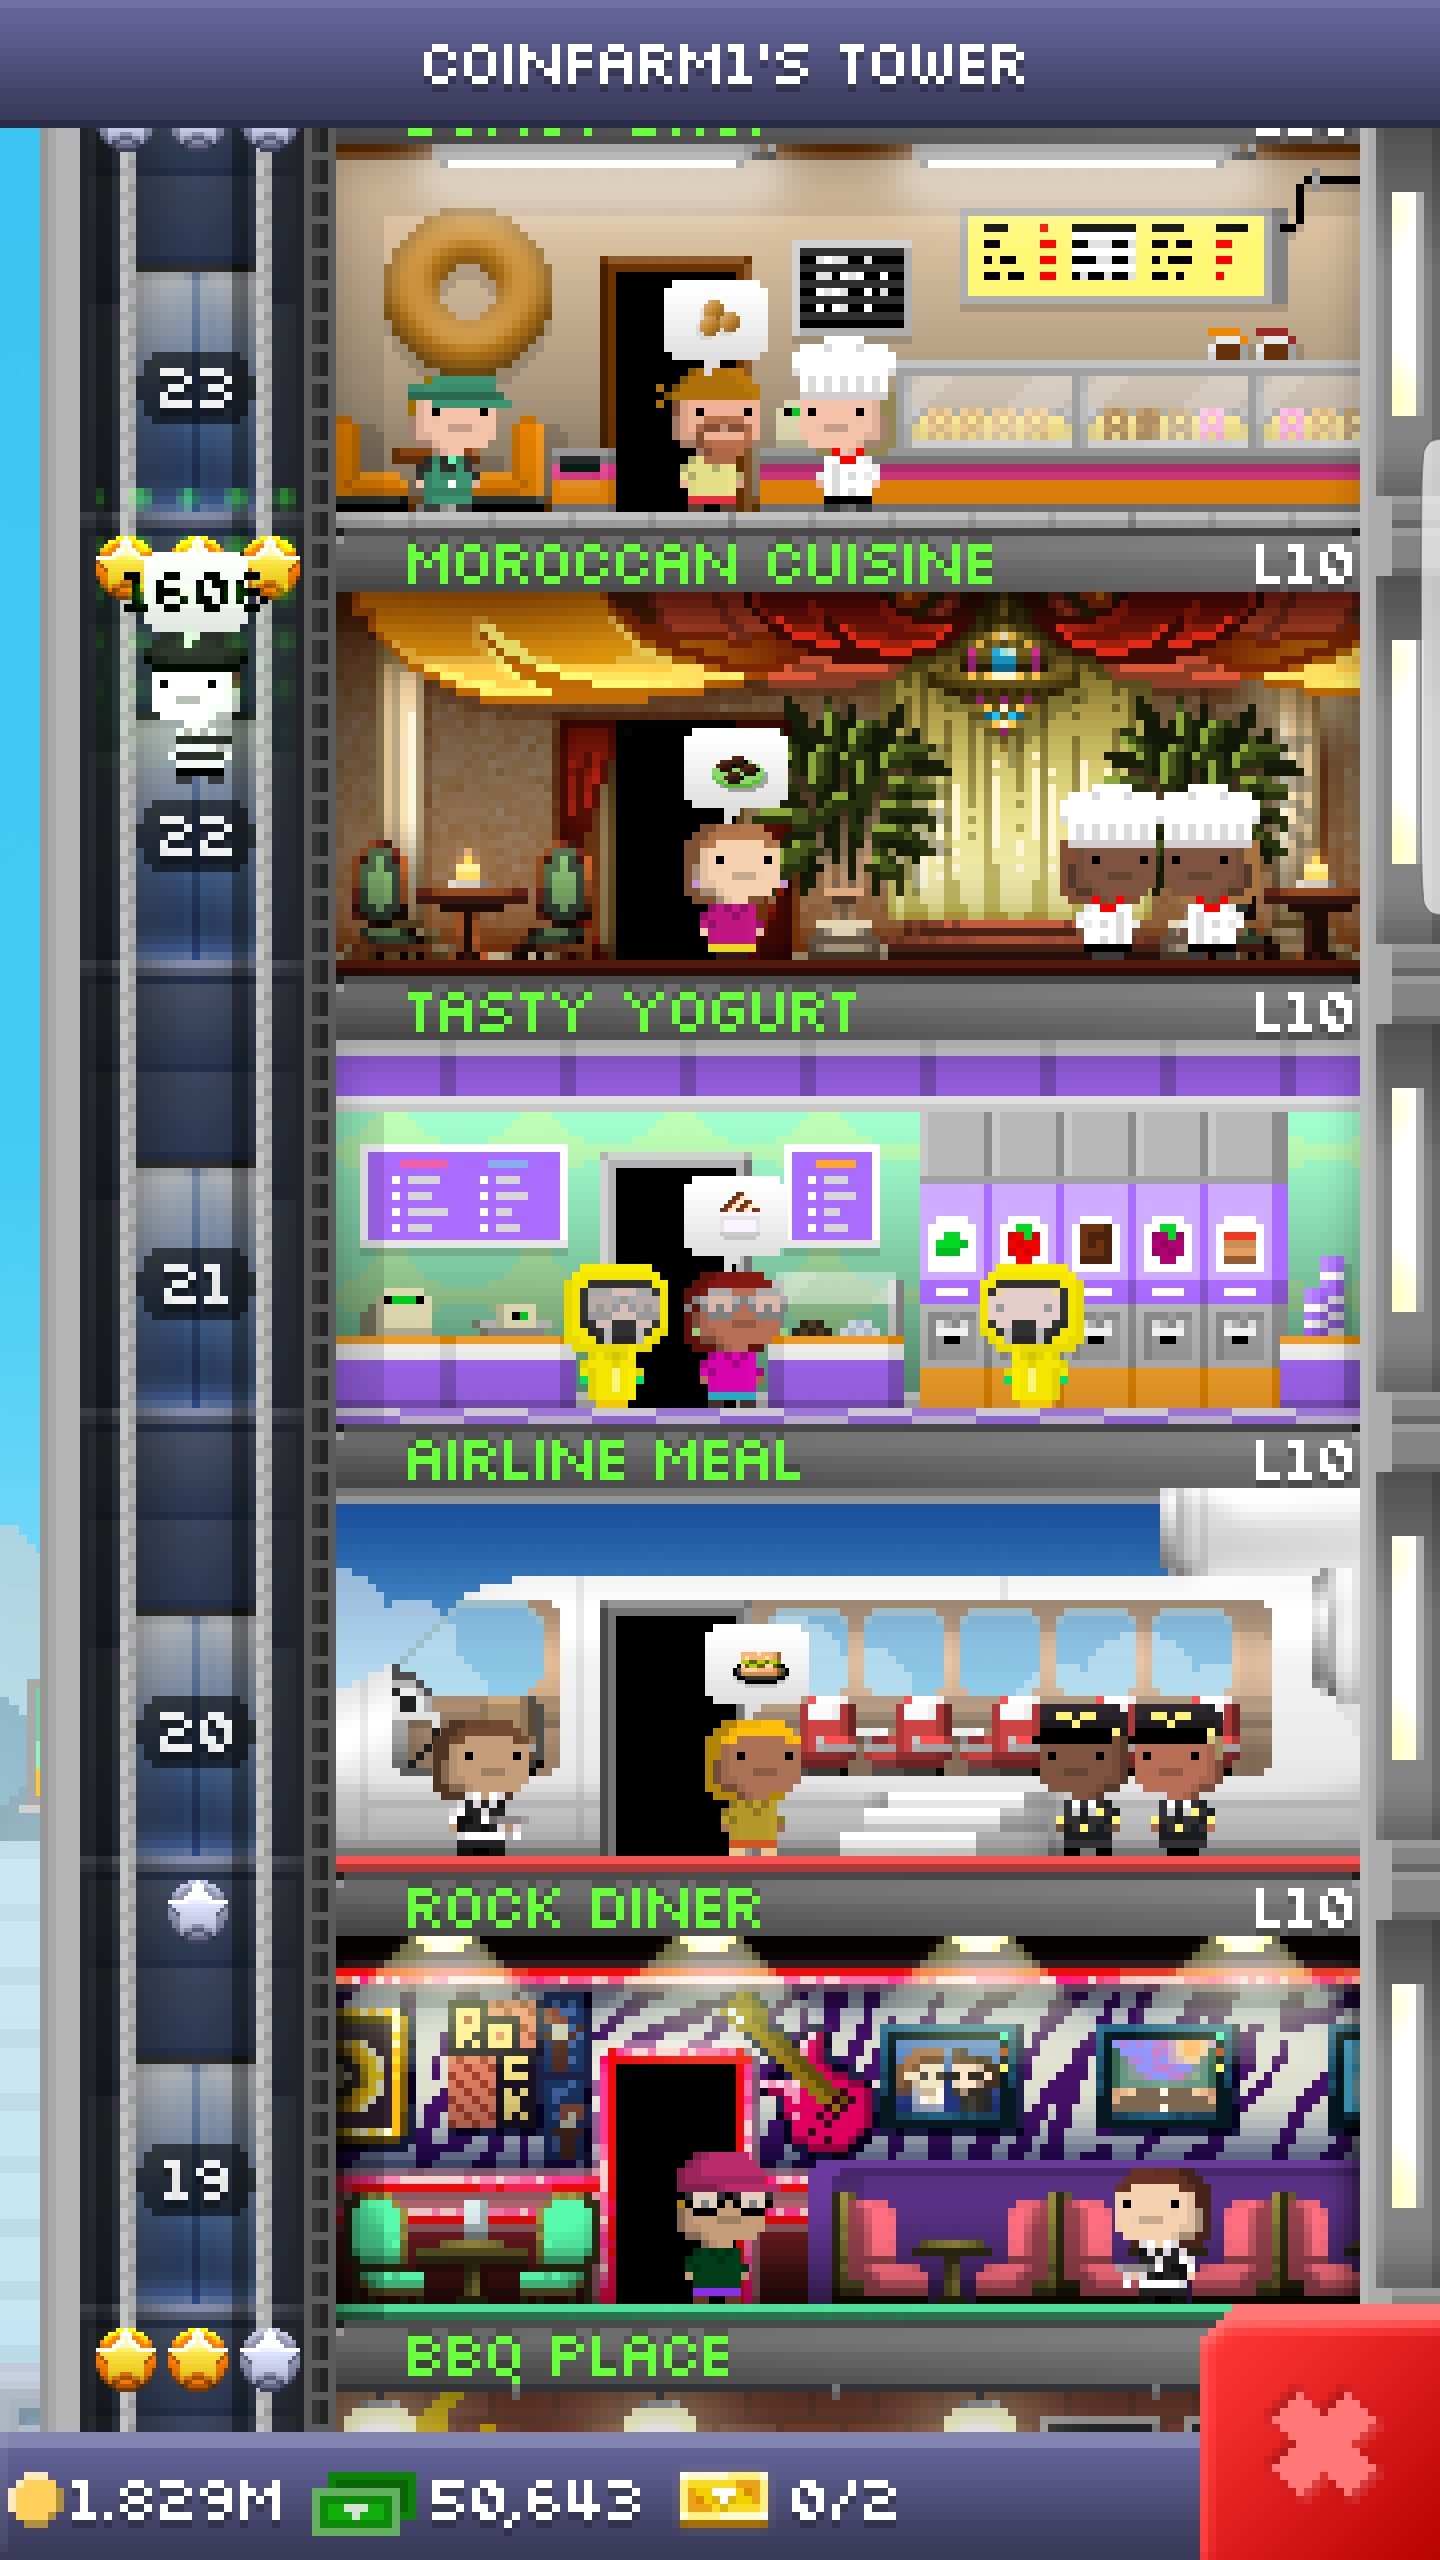 COINFARM1'S TOWER
23
1606
MOROCCAN CUISINE L10
22
TASTY YOGURT L10
21
AIRLINE MEAL L10
20
ROCK DINER L10
19
BBQ PLACE
1.829M 50,643 0/2